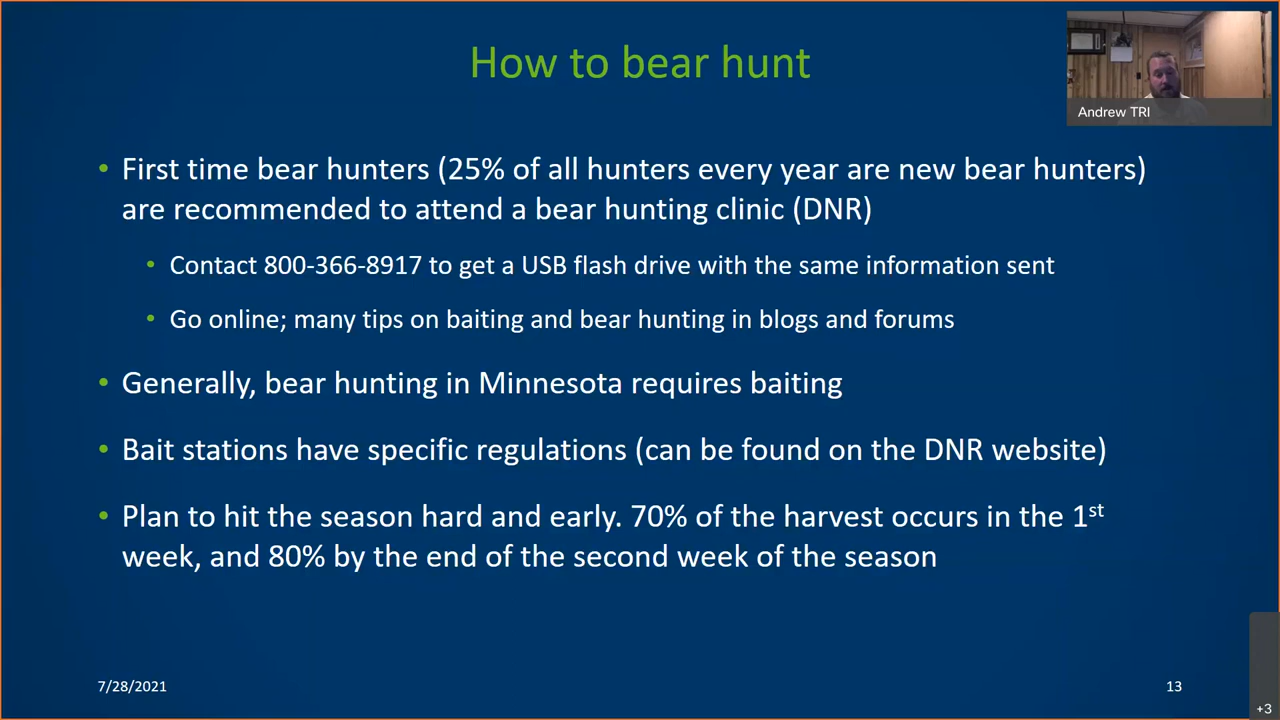 How to bear hunt
Andrew TRI
• First time bear hunters (25% of all hunters every year are new bear hunters)
are recommended to attend a bear hunting clinic (DNR)
• Contact 800-366-8917 to get a USB flash drive with the same information sent
• Go online; many tips on baiting and bear hunting in blogs and forums
• Generally, bear hunting in Minnesota requires baiting
• Bait stations have specific regulations (can be found on the DNR website)
• Plan to hit the season hard and early. 70% of the harvest occurs in the 1st
week, and 80% by the end of the second week of the season
7/28/2021
13
+3